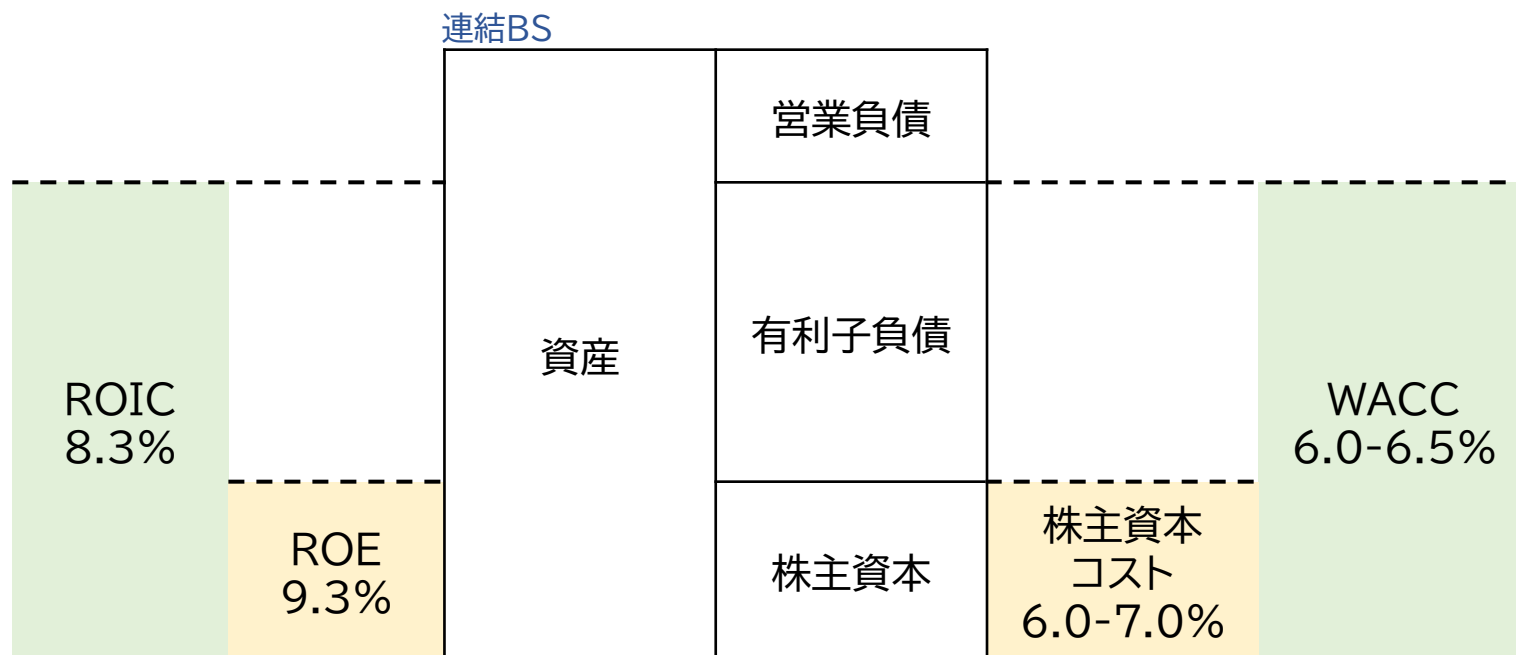 連結BS
営業負債
有利子負債
資産
ROIC
8.3%
WACC
6.0-6.5%
ROE
9.3%
株主資本
株主資本
コスト
6.0-7.0%